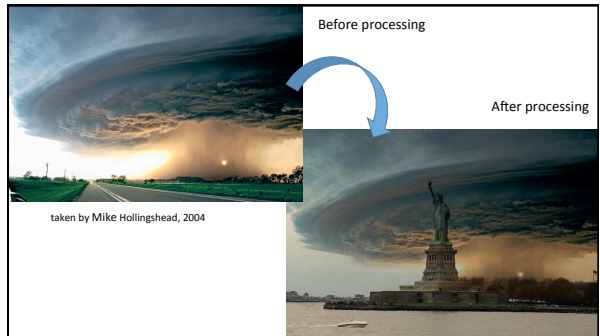 Before processing
After processing
taken by Mike Hollingshead, 2004